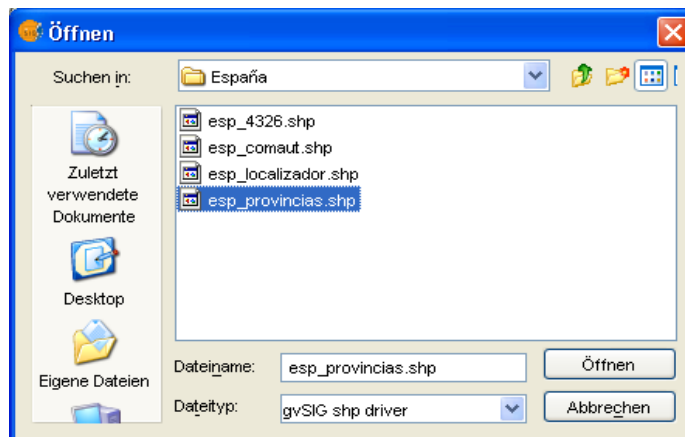 Öffnen
Suchen in:
España
esp_4326.shp
esp_comaut.shp
esp_localizador.shp
esp_provincias.shp
Zuletzt
verwendete
Dokumente
Desktop
Eigene Dateien
Dateiname:
esp_provincias.shp
Öffnen
Dateityp:
gvSIG shp driver
Abbrechen